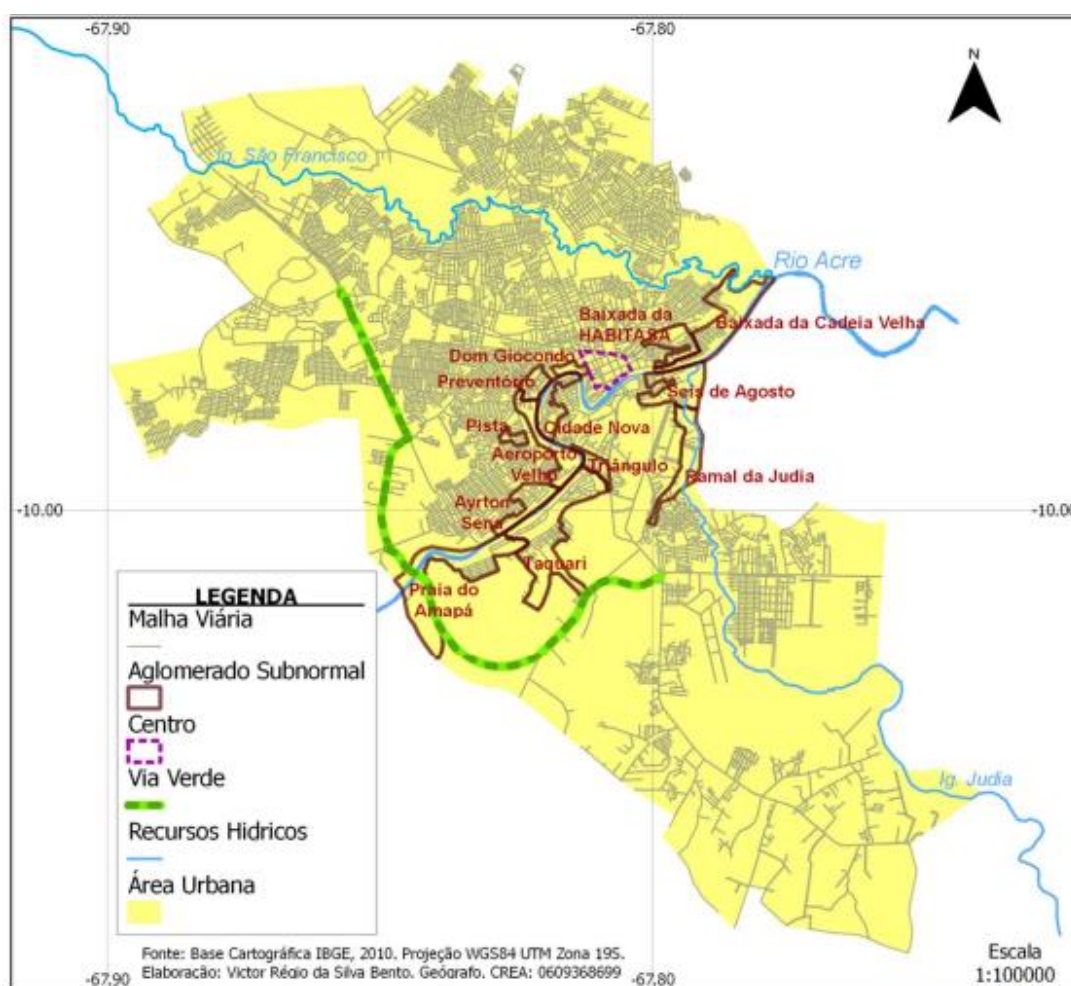 -67.90
-67.80
N
Ig. São Francisco
Rio Acre
Baixada da
HABITASA
Baixada da Cadeia Velha
Dom Giocondo
Preventório
Seis de Agosto
Pista
Cidade Nova
Aeroporto
Velho
Triângulo
Ramal da Judia
Ayrton
Sena
-10.00
-10.00
Taquari
Praia do
Amapá
Ig. Judia
LEGENDA
Malha Viária
Aglomerado Subnormal
Centro
Via Verde
Recursos Hidricos
Área Urbana
Fonte: Base Cartográfica IBGE, 2010. Projeção WGS84 UTM Zona 19S.
Elaboração: Victor Régio da Silva Bento. Geógrafo. CREA: 0609368699
Escala
1:100000
-67.90
-67.80